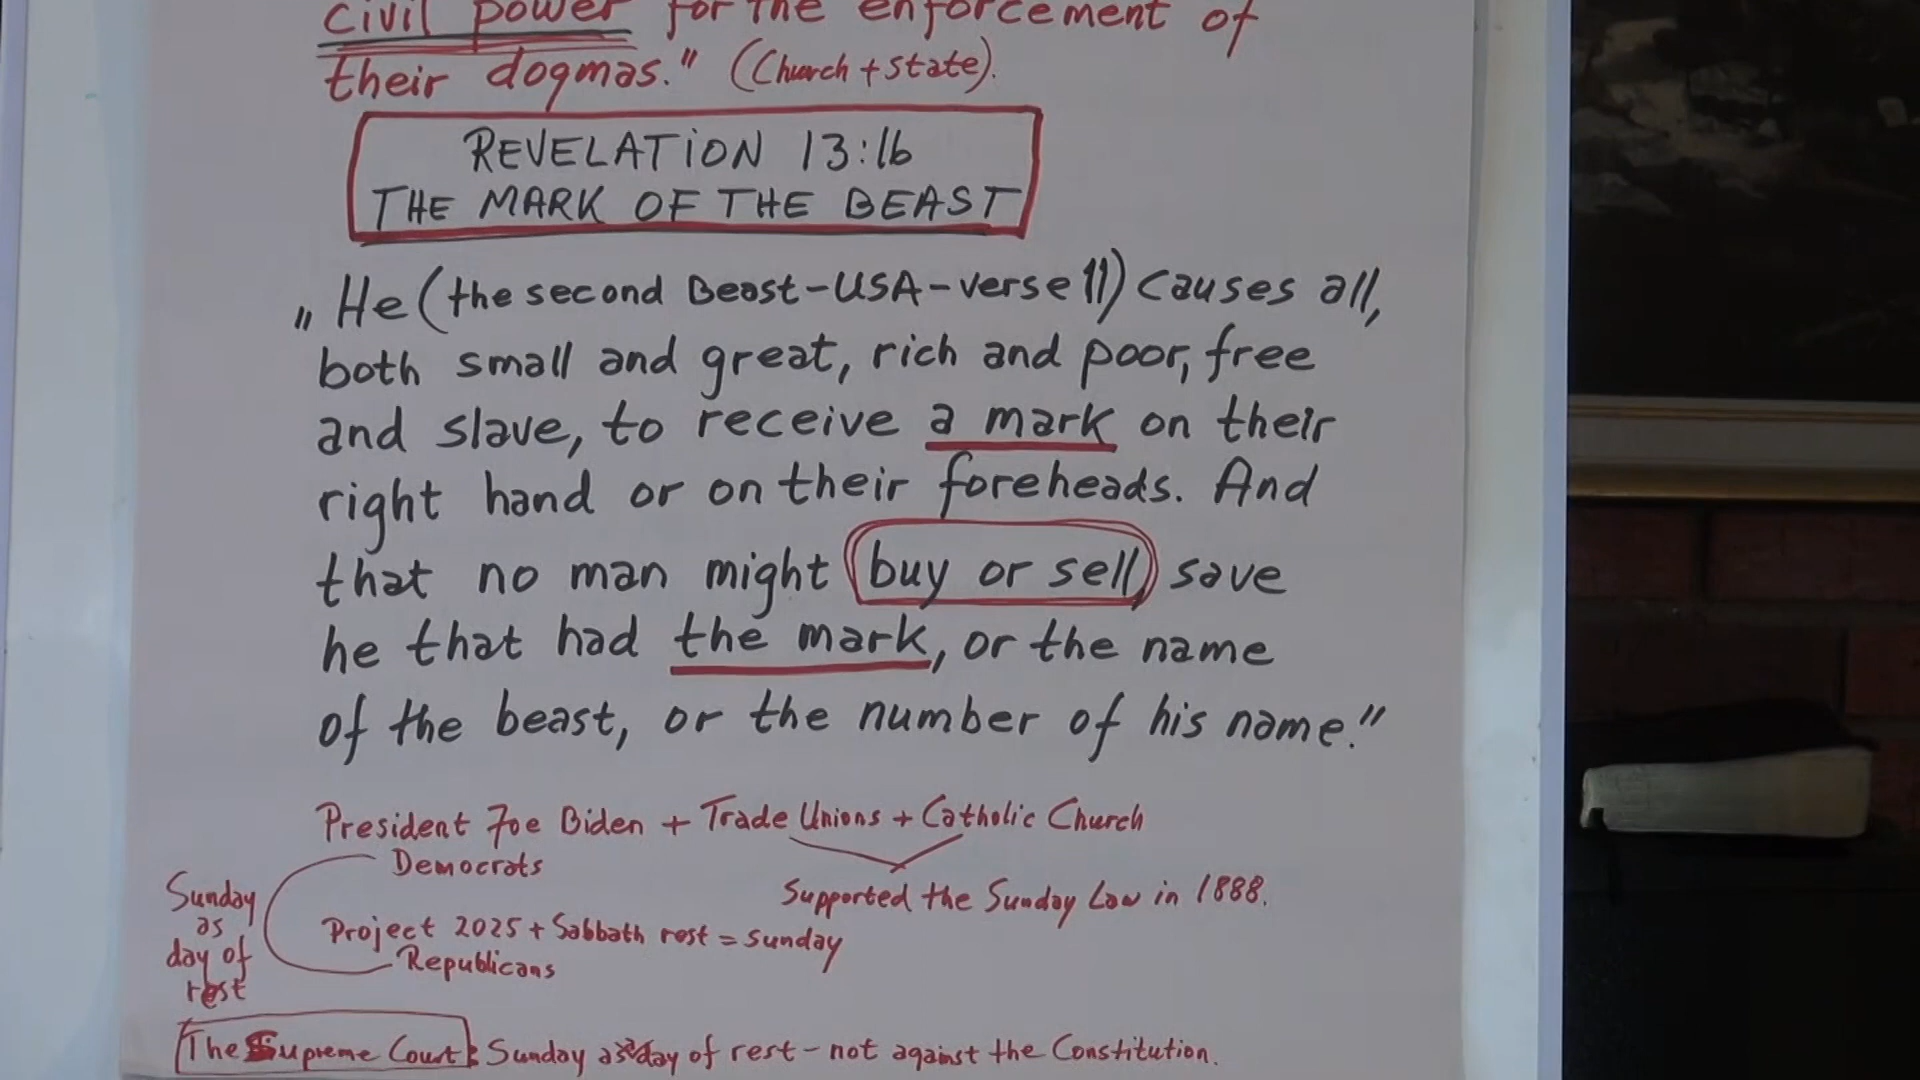 civil power for the enforcement of
their dogmas." (Church + State).
REVELATION 13:16
THE MARK OF THE BEAST
„He (the second Beast-USA-verse 11) causes all,
both small and great, rich and poor, free
and slave, to receive a mark on their
right hand or on their foreheads. And
that no man might buy or sell save
he that had the mark, or the name
of the beast, or the number of his name."
President Joe Biden + Trade Unions + Catholic Church
Democrats
Supported the Sunday Law in 1888.
Sunday
as
day of
rest
Project 2025 + Sabbath rest = Sunday
Republicans
The Supreme Court: Sunday as a day of rest - not against the Constitution.